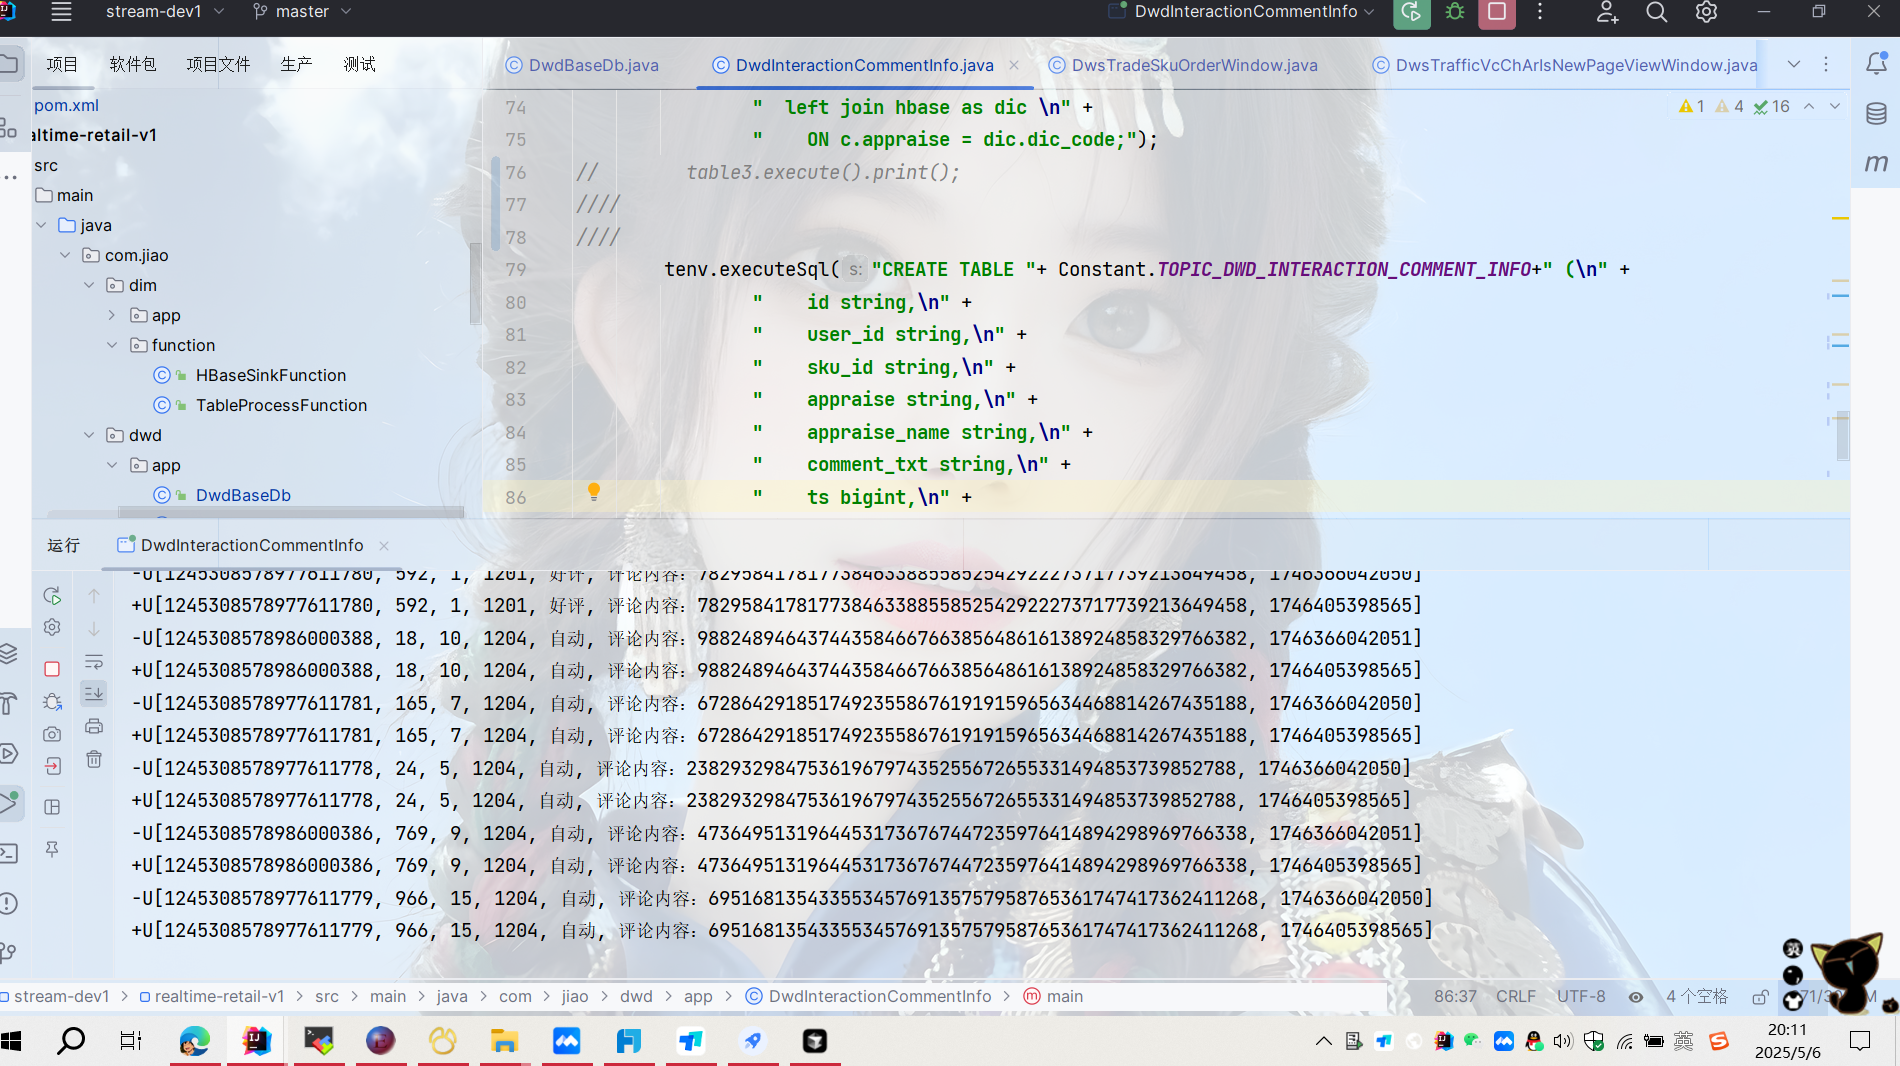 stream-dev1
master
DwdInteractionCommentInfo
项目
软件包
项目文件
生产
测试
pom.xml
altime-retail-v1
src
main
java
com.jiao
dim
app
function
HBaseSinkFunction
TableProcessFunction
dwd
app
DwdBaseDb
DwdBaseDb.java
DwdInteractionCommentInfo.java
DwsTradeSkuOrderWindow.java
DwsTrafficVcChArIsNewPageViewWindow.java
1 4 16
74 "  left join hbase as dic \n" +
75 "    ON c.appraise = dic.dic_code;");
76 //        table3.execute().print();
77 ////
78 ////
79 tenv.executeSql( s: "CREATE TABLE "+ Constant.TOPIC_DWD_INTERACTION_COMMENT_INFO+" (\n" +
80 "    id string,\n" +
81 "    user_id string,\n" +
82 "    sku_id string,\n" +
83 "    appraise string,\n" +
84 "    appraise_name string,\n" +
85 "    comment_txt string,\n" +
86 "    ts bigint,\n" +
运行
DwdInteractionCommentInfo
-U[1245308578977611780, 592, 1, 1201, 好评, 评论内容：78295841781773846338855852542922273717739213649458, 1746366042050]
+U[1245308578977611780, 592, 1, 1201, 好评, 评论内容：78295841781773846338855852542922273717739213649458, 1746405398565]
-U[1245308578986000388, 18, 10, 1204, 自动, 评论内容：98824894643744358466766385648616138924858329766382, 1746366042051]
+U[1245308578986000388, 18, 10, 1204, 自动, 评论内容：98824894643744358466766385648616138924858329766382, 1746405398565]
-U[1245308578977611781, 165, 7, 1204, 自动, 评论内容：67286429185174923558676191915965634468814267435188, 1746366042050]
+U[1245308578977611781, 165, 7, 1204, 自动, 评论内容：67286429185174923558676191915965634468814267435188, 1746405398565]
-U[1245308578977611778, 24, 5, 1204, 自动, 评论内容：23829329847536196797435255672655331494853739852788, 1746366042050]
+U[1245308578977611778, 24, 5, 1204, 自动, 评论内容：23829329847536196797435255672655331494853739852788, 1746405398565]
-U[1245308578986000386, 769, 9, 1204, 自动, 评论内容：47364951319644531736767447235976414894298969766338, 1746366042051]
+U[1245308578986000386, 769, 9, 1204, 自动, 评论内容：47364951319644531736767447235976414894298969766338, 1746405398565]
-U[1245308578977611779, 966, 15, 1204, 自动, 评论内容：69516813543355345769135757958765361747417362411268, 1746366042050]
+U[1245308578977611779, 966, 15, 1204, 自动, 评论内容：69516813543355345769135757958765361747417362411268, 1746405398565]
stream-dev1 > realtime-retail-v1 > src > main > java > com > jiao > dwd > app > DwdInteractionCommentInfo > main
86:37
CRLF
UTF-8
4 个空格
英
20:11
2025/5/6